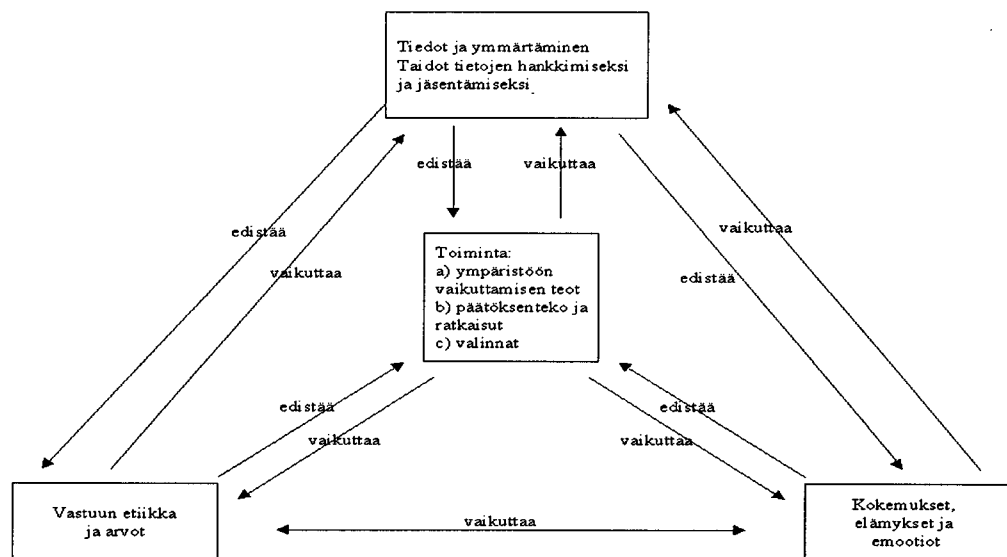 Tiedot ja ymmärtäminen
Taidot tietojen hankkimiseksi
ja jäsentämiseksi
edistää
vaikuttaa
edistää
vaikuttaa
vaikuttaa
edistää
Toiminta:
a) ympäristöön
vaikuttamisen teot
b) päätöksenteko ja
ratkaisut
c) valinnat
edistää
vaikuttaa
edistää
vaikuttaa
Vastuun etiikka
ja arvot
vaikuttaa
Kokemukset,
elämykset ja
emootiot